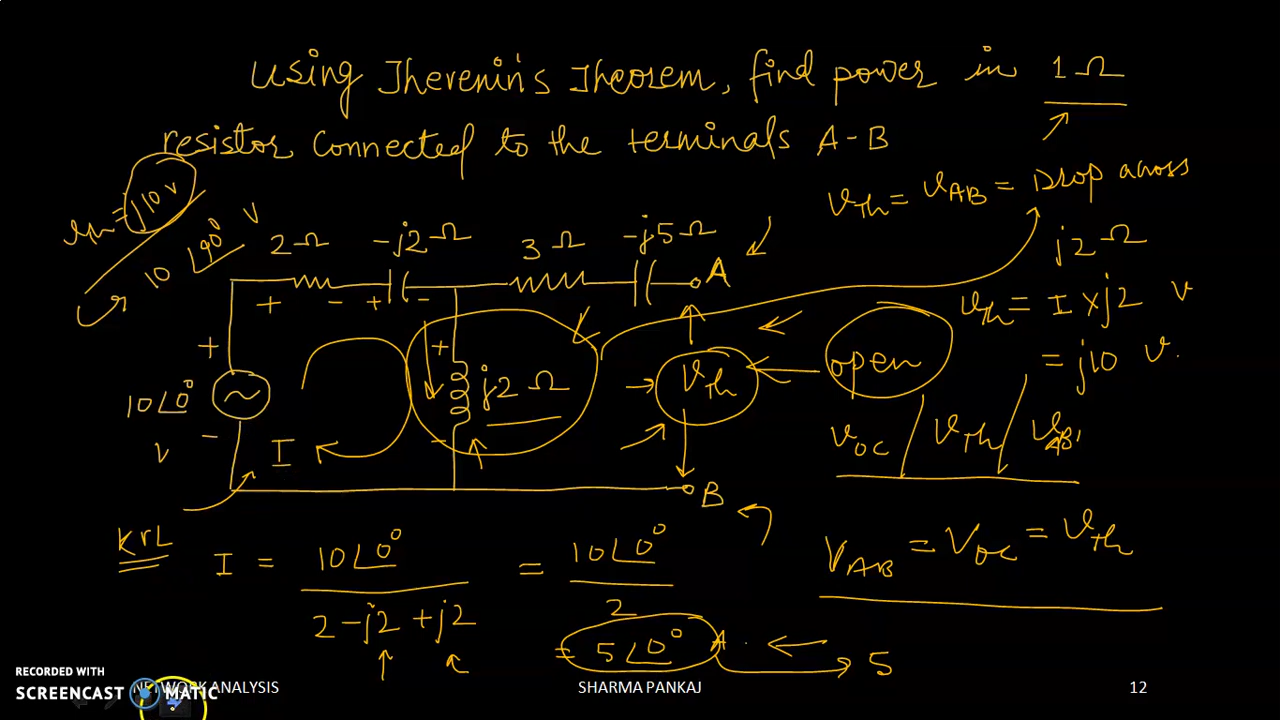 Using Thevenin's Theorem, find power in 1 Ω
resistor connected to the terminals A-B
Vth = VAB = Drop across
j2 Ω
= j10 V
10 ∠90° V
2 Ω -j2 Ω 3 Ω -j5 Ω
A
+ - + -
Vth = I x j2 V
= j10 V.
+ +
10∠0°
V
- -
j2 Ω
Vth
open
I
VOC Vth VAB
B
KVL
I = 10∠0° / 2 - j2 + j2 = 10∠0° / 2
VAB = VOC = Vth
= 5∠0° A 5
RECORDED WITH
SCREENCAST MATIC
NETWORK ANALYSIS
SHARMA PANKAJ
12